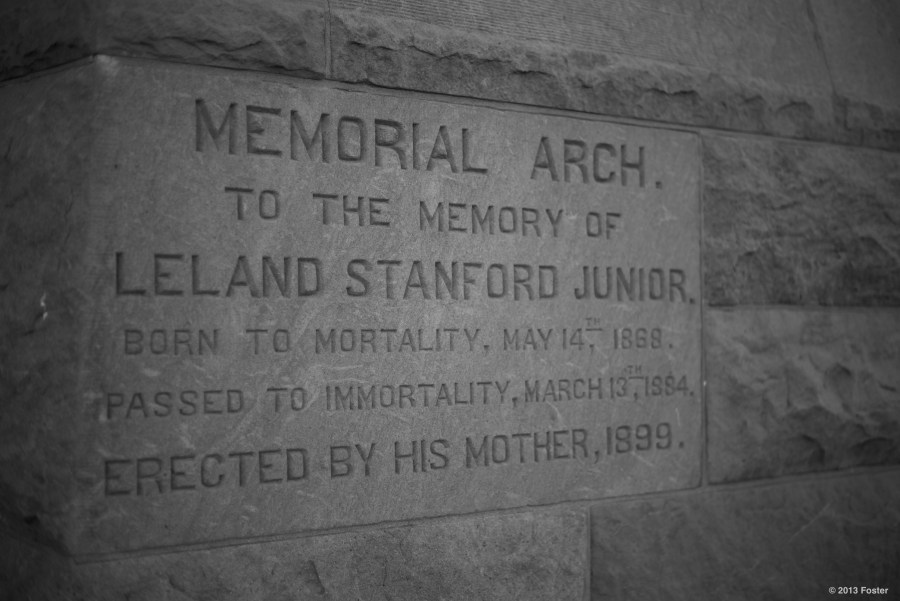 MEMORIAL ARCH.
TO THE MEMORY OF
LELAND STANFORD JUNIOR.
BORN TO MORTALITY, MAY 14TH, 1868.
PASSED TO IMMORTALITY, MARCH 13TH, 1884.
ERECTED BY HIS MOTHER, 1899.
© 2013 Foster